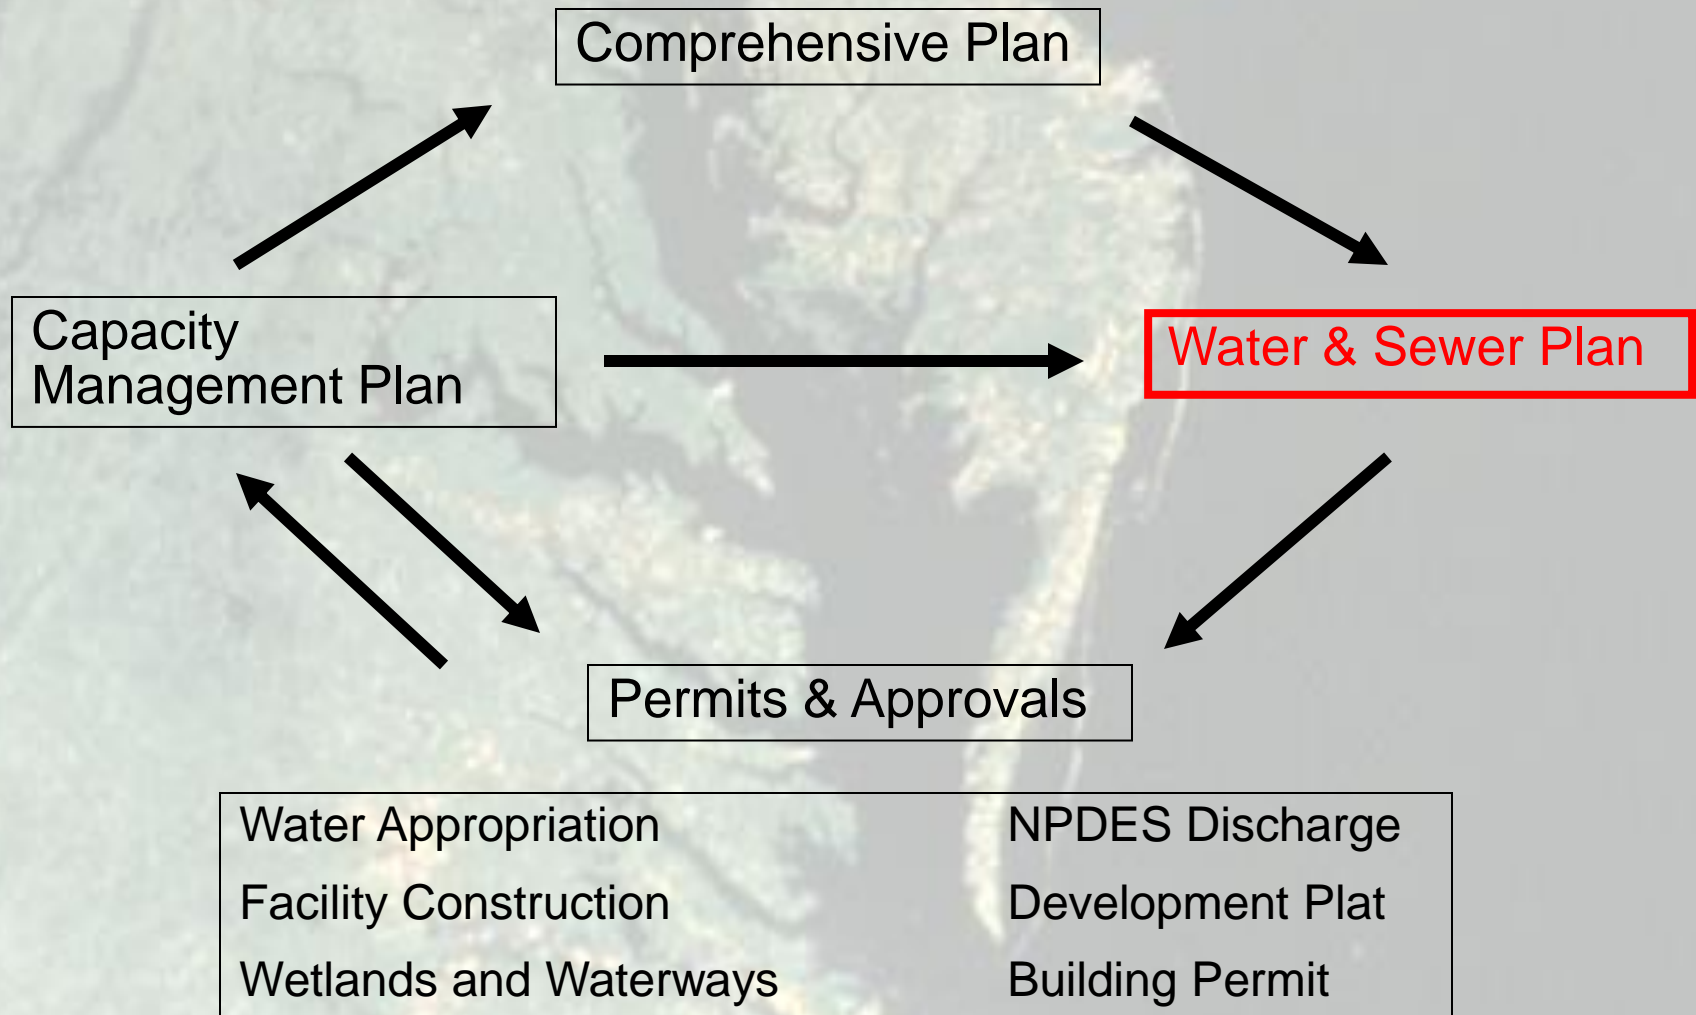 Comprehensive Plan
Capacity
Management Plan
Water & Sewer Plan
Permits & Approvals
Water Appropriation
NPDES Discharge
Facility Construction
Development Plat
Wetlands and Waterways
Building Permit